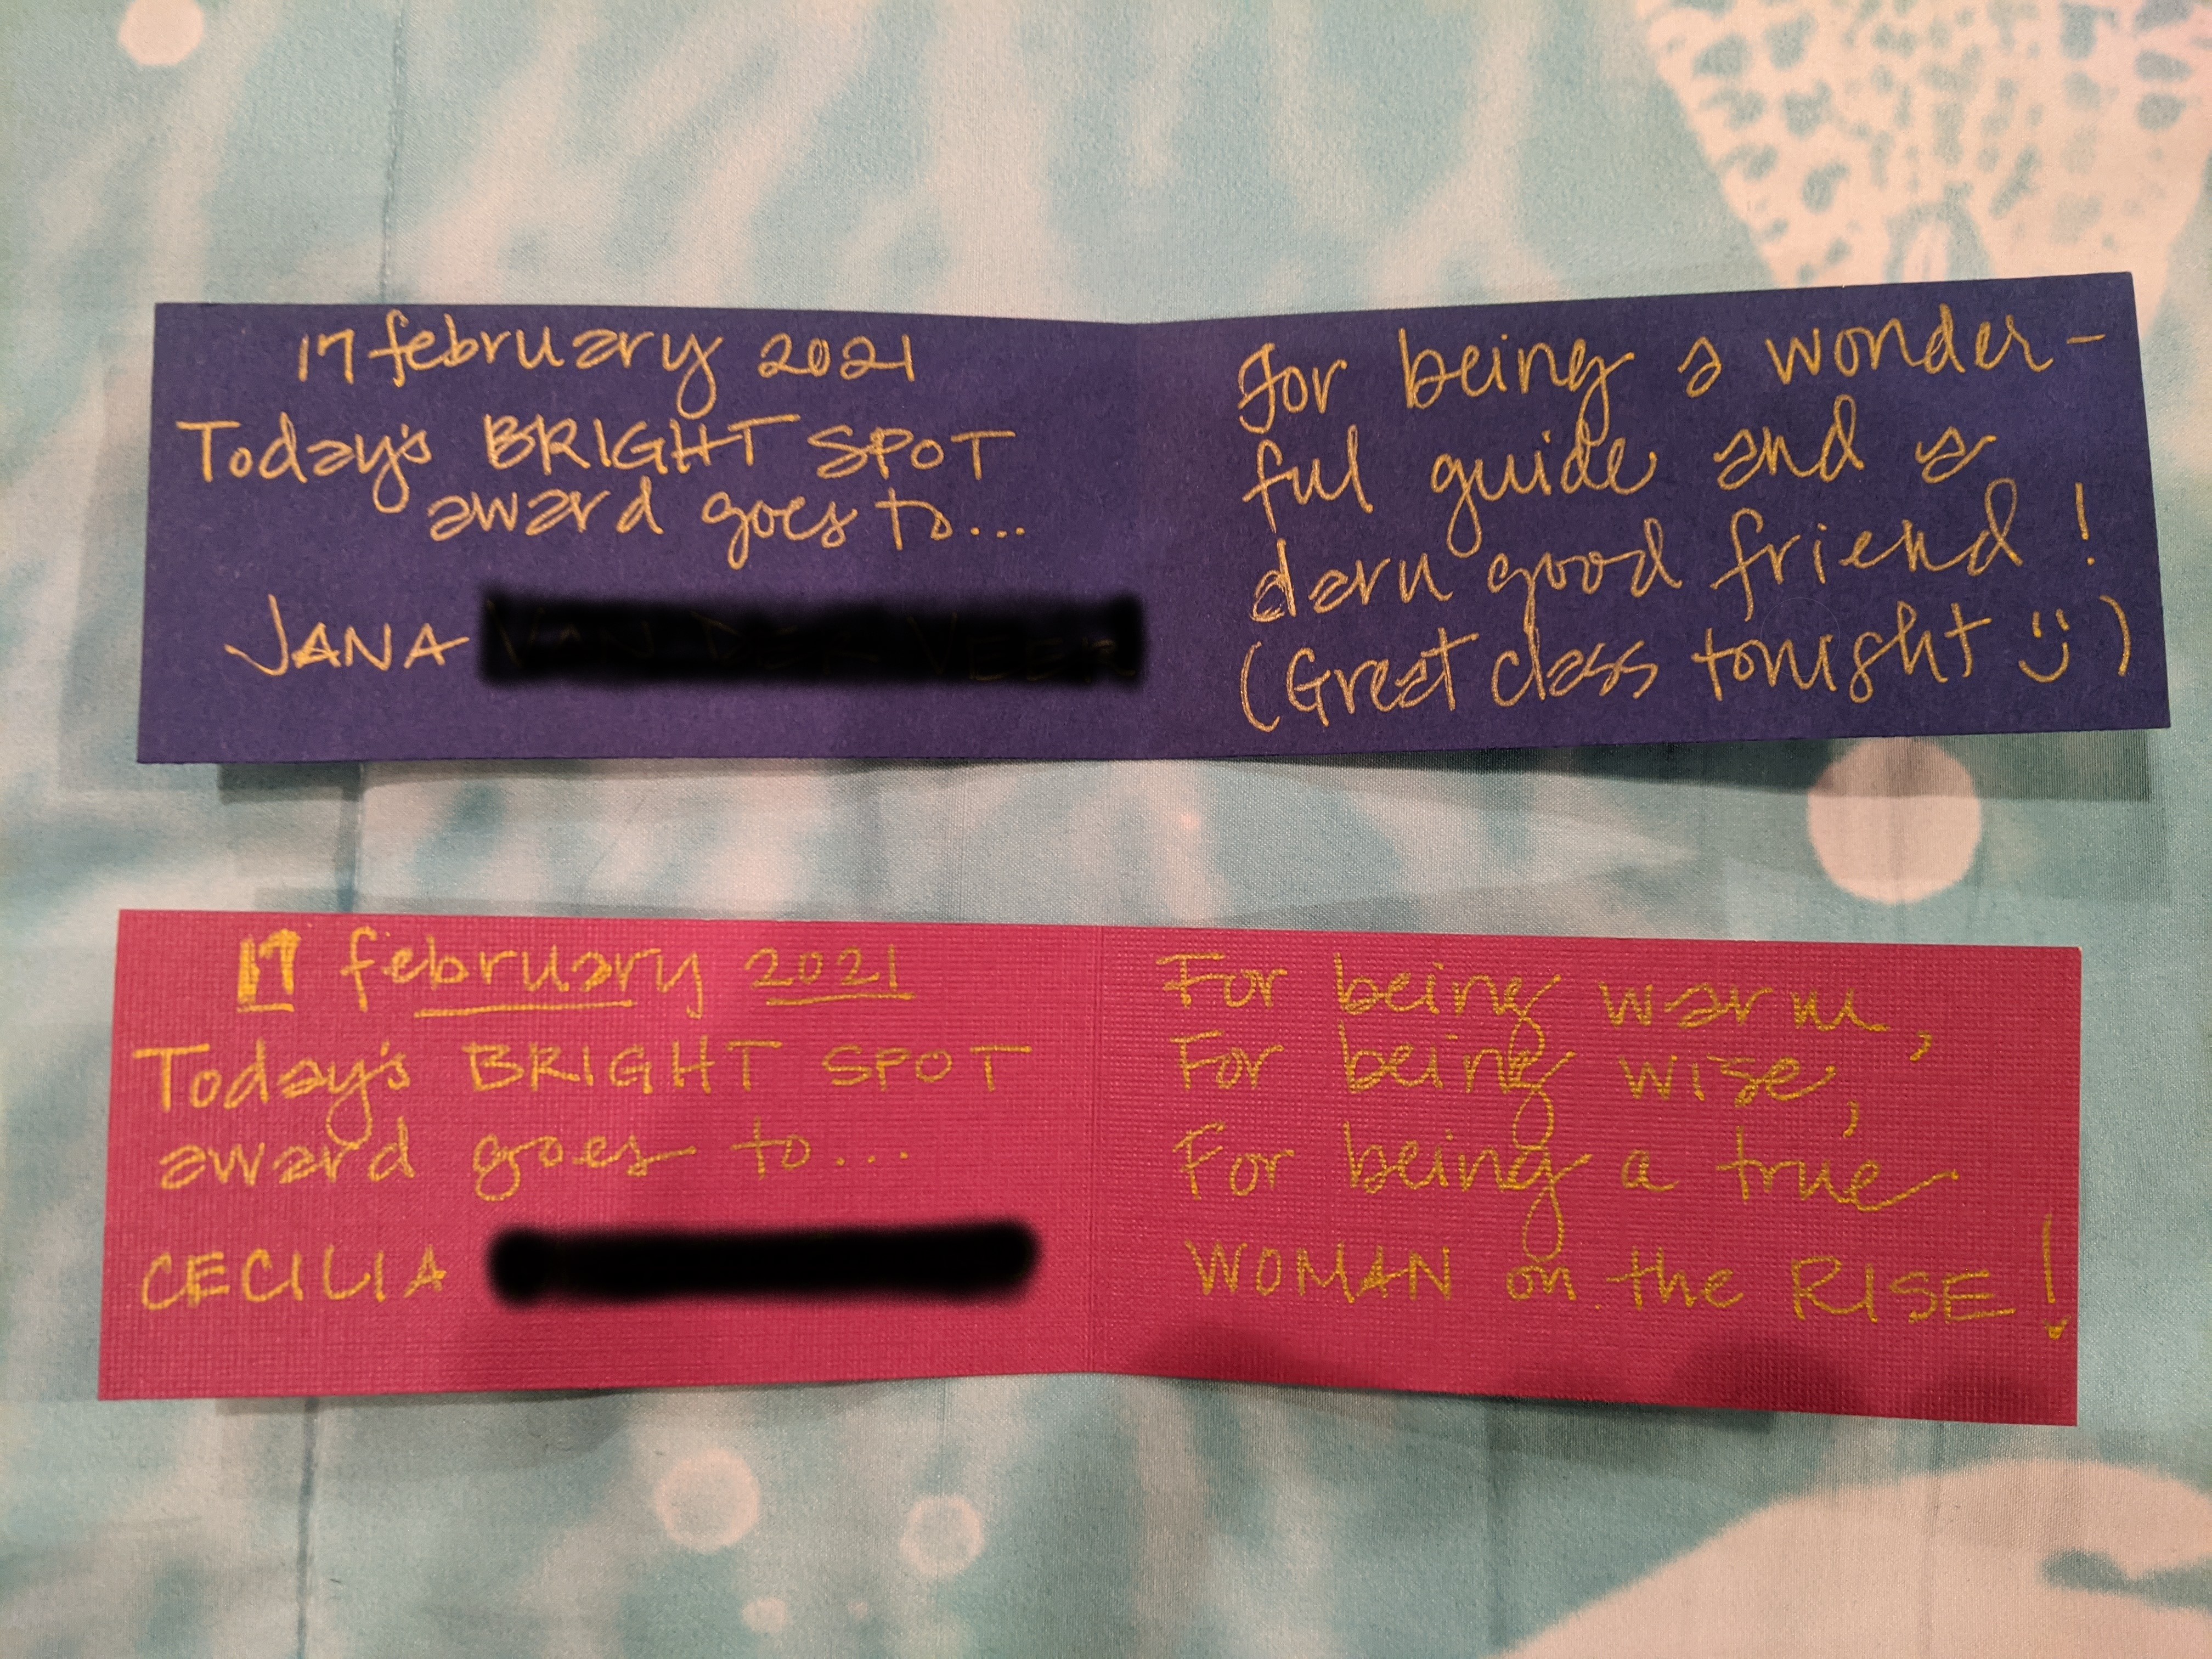 17 february 2021
Today's BRIGHT SPOT
award goes to...
JANA
For being a wonder-
ful guide and a
darn good friend!
(Great class tonight :))
17 february 2021
Today's BRIGHT SPOT
award goes to...
CECILIA
For being warm,
For being wise,
For being a true
WOMAN on the RISE!